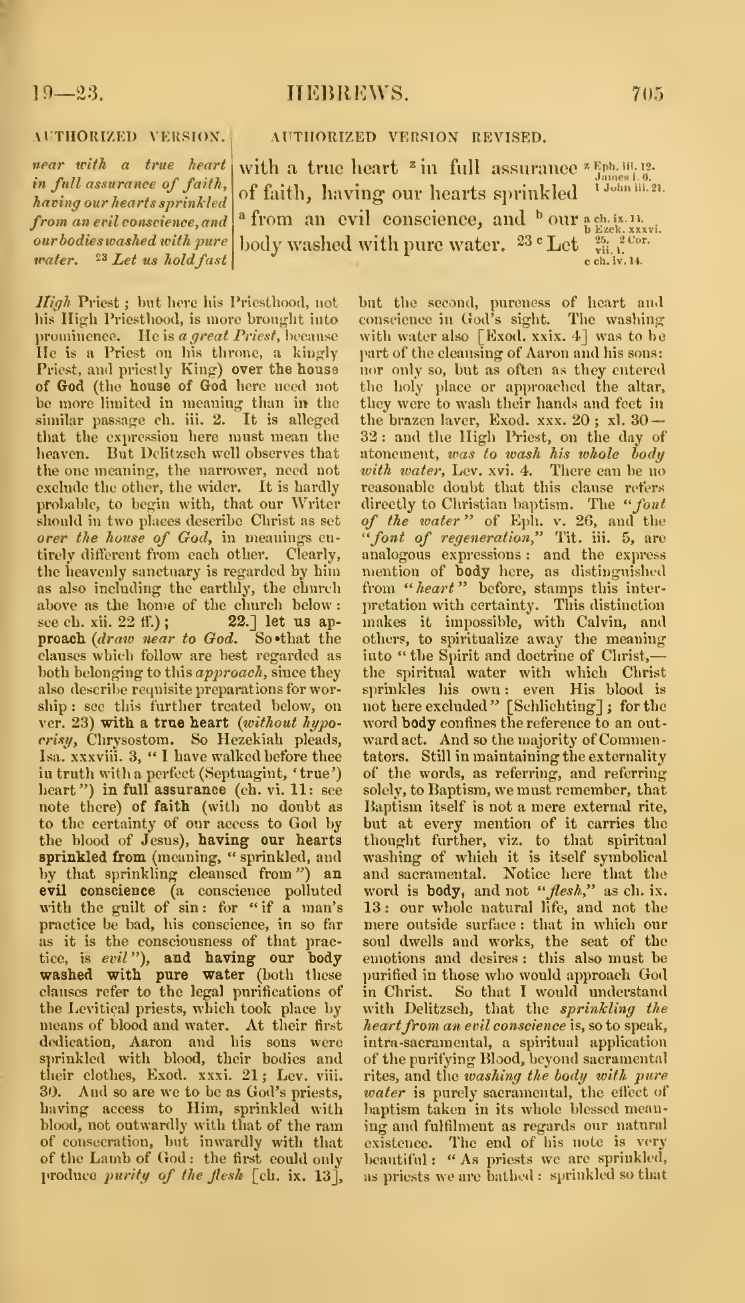 19—23.
HEBREWS.
705
AUTHORIZED VERSION.
near with a true heart
in full assurance of faith,
having our hearts sprinkled
from an evil conscience, and
our bodies washed with pure
water. 23 Let us hold fast
AUTHORIZED VERSION REVISED.
with a true heart z in full assurance
of faith, having our hearts sprinkled
a from an evil conscience, and b our
body washed with pure water. 23 c Let
z Eph. iii. 12.
James i. 6.
1 John iii. 21.
a ch. ix. 14.
b Ezek. xxxvi.
25. 2 Cor.
vii. 1.
c ch. iv. 14.
High Priest; but here his Priesthood, not
his High Priesthood, is more brought into
prominence. He is a great Priest, because
He is a Priest on his throne, a kingly
Priest, and priestly King) over the house
of God (the house of God here need not
be more limited in meaning than in the
similar passage ch. iii. 2. It is alleged
that the expression here must mean the
heaven. But Delitzsch well observes that
the one meaning, the narrower, need not
exclude the other, the wider. It is hardly
probable, to begin with, that our Writer
should in two places describe Christ as set
over the house of God, in meanings en-
tirely different from each other. Clearly,
the heavenly sanctuary is regarded by him
as also including the earthly, the church
above as the home of the church below:
see ch. xii. 22 ff.); 22.] let us ap-
proach (draw near to God. So that the
clauses which follow are best regarded as
both belonging to this approach, since they
also describe requisite preparations for wor-
ship: see this further treated below, on
ver. 23) with a true heart (without hypo-
crisy, Chrysostom. So Hezekiah pleads,
Isa. xxxviii. 3, "I have walked before thee
in truth with a perfect (Septuagint, 'true')
heart") in full assurance (ch. vi. 11: see
note there) of faith (with no doubt as
to the certainty of our access to God by
the blood of Jesus), having our hearts
sprinkled from (meaning, "sprinkled, and
by that sprinkling cleansed from") an
evil conscience (a conscience polluted
with the guilt of sin: for "if a man's
practice be bad, his conscience, in so far
as it is the consciousness of that prac-
tice, is evil"), and having our body
washed with pure water (both these
clauses refer to the legal purifications of
the Levitical priests, which took place by
means of blood and water. At their first
dedication, Aaron and his sons were
sprinkled with blood, their bodies and
their clothes, Exod. xxxi. 21; Lev. viii.
30. And so are we to be as God's priests,
having access to Him, sprinkled with
blood, not outwardly with that of the ram
of consecration, but inwardly with that
of the Lamb of God: the first could only
produce purity of the flesh [ch. ix. 13],
but the second, pureness of heart and
conscience in God's sight. The washing
with water also [Exod. xxix. 4] was to be
part of the cleansing of Aaron and his sons:
nor only so, but as often as they entered
the holy place or approached the altar,
they were to wash their hands and feet in
the brazen laver, Exod. xxx. 20; xl. 30—
32: and the High Priest, on the day of
atonement, was to wash his whole body
with water, Lev. xvi. 4. There can be no
reasonable doubt that this clause refers
directly to Christian baptism. The "font
of the water" of Eph. v. 26, and the
"font of regeneration," Tit. iii. 5, are
analogous expressions: and the express
mention of body here, as distinguished
from "heart" before, stamps this inter-
pretation with certainty. This distinction
makes it impossible, with Calvin, and
others, to spiritualize away the meaning
into "the Spirit and doctrine of Christ,—
the spiritual water with which Christ
sprinkles his own: even His blood is
not here excluded" [Schlichting]; for the
word body confines the reference to an out-
ward act. And so the majority of Commen-
tators. Still in maintaining the externality
of the words, as referring, and referring
solely, to Baptism, we must remember, that
Baptism itself is not a mere external rite,
but at every mention of it carries the
thought further, viz. to that spiritual
washing of which it is itself symbolical
and sacramental. Notice here that the
word is body, and not "flesh," as ch. ix.
13: our whole natural life, and not the
mere outside surface: that in which our
soul dwells and works, the seat of the
emotions and desires: this also must be
purified in those who would approach God
in Christ. So that I would understand
with Delitzsch, that the sprinkling the
heart from an evil conscience is, so to speak,
intra-sacramental, a spiritual application
of the purifying Blood, beyond sacramental
rites, and the washing the body with pure
water is purely sacramental, the effect of
baptism taken in its whole blessed mean-
ing and fulfilment as regards our natural
existence. The end of his note is very
beautiful: "As priests we are sprinkled,
as priests we are bathed: sprinkled so that